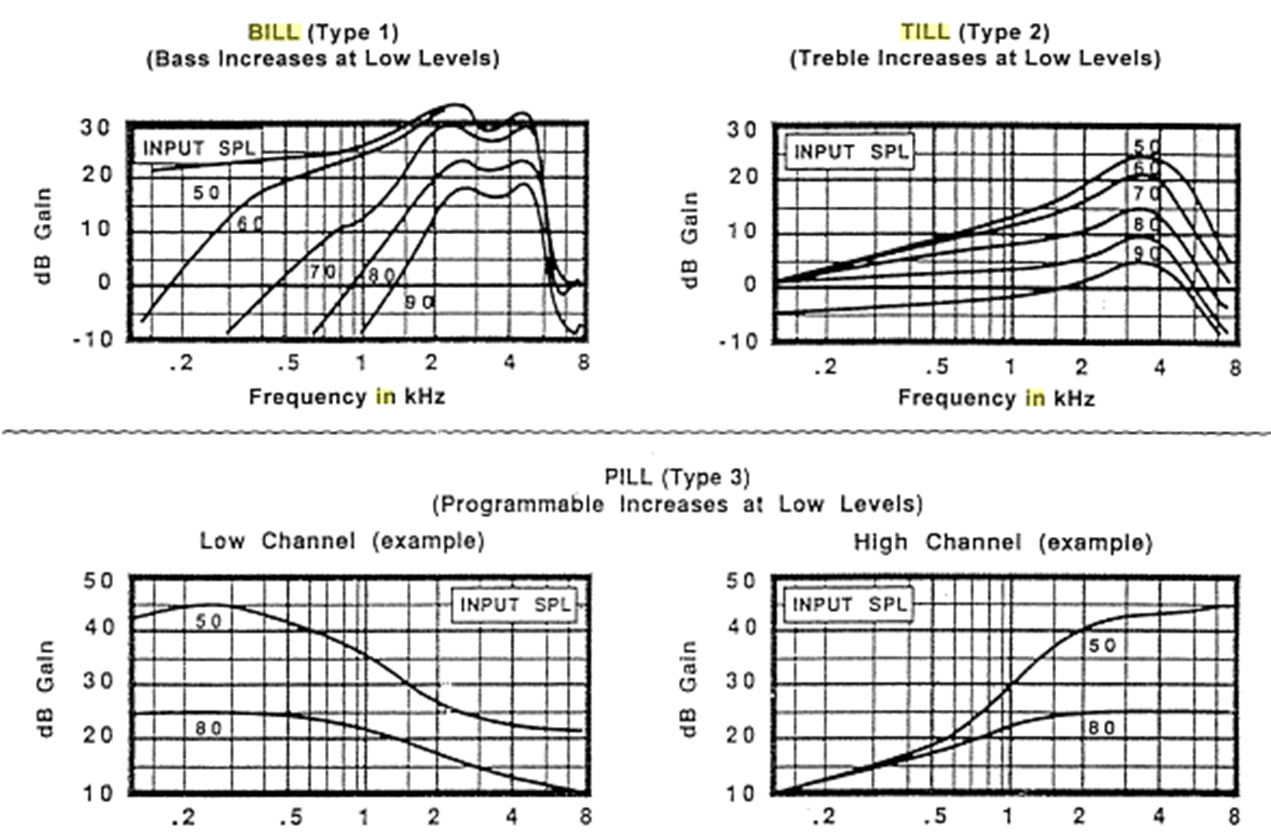 BILL (Type 1)
(Bass Increases at Low Levels)
30
20
10
0
-10
dB Gain
INPUT SPL
50
60
70
80
90
.2 .5 1 2 4 8
Frequency in kHz
TILL (Type 2)
(Treble Increases at Low Levels)
30
20
10
0
-10
dB Gain
INPUT SPL
50
60
70
80
90
.2 .5 1 2 4 8
Frequency in kHz
PILL (Type 3)
(Programmable Increases at Low Levels)
Low Channel (example)
50
40
30
20
10
dB Gain
INPUT SPL
50
80
.2 .5 1 2 4 8
High Channel (example)
50
40
30
20
10
dB Gain
INPUT SPL
50
80
.2 .5 1 2 4 8